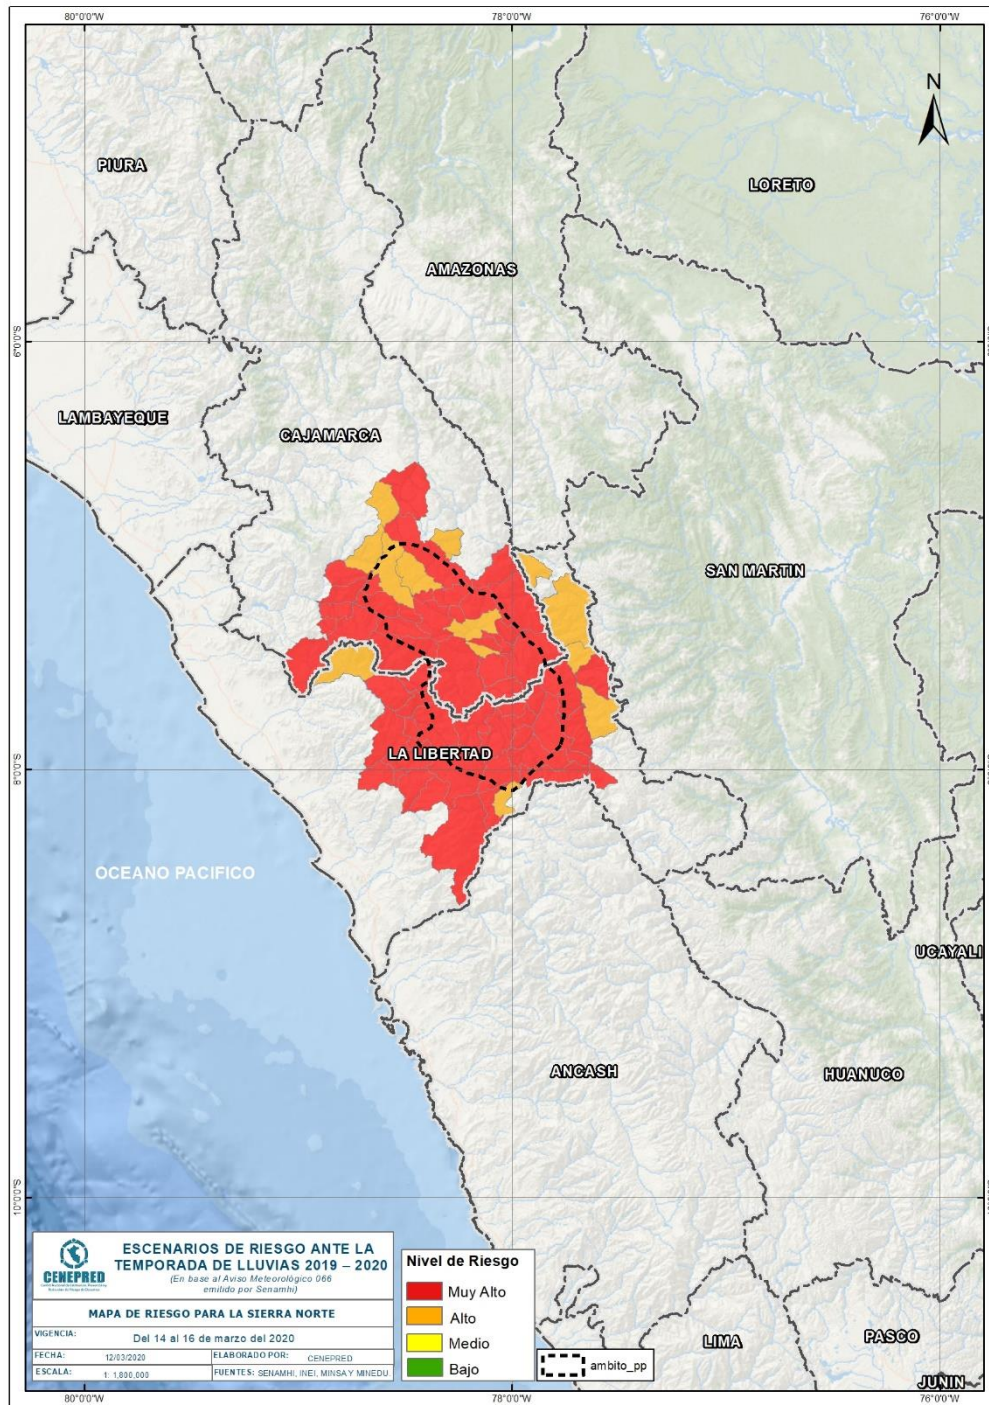 80°0'0"W
78°0'0"W
76°0'0"W
N
PIURA
LORETO
AMAZONAS
6°0'0"S
LAMBAYEQUE
CAJAMARCA
SAN MARTIN
LA LIBERTAD
8°0'0"S
OCEANO PACIFICO
UCAYALI
ANCASH
HUANUCO
10°0'0"S
CENEPRED
ESCENARIOS DE RIESGO ANTE LA
TEMPORADA DE LLUVIAS 2019 – 2020
(En base al Aviso Meteorológico 066
emitido por Senamhi)
MAPA DE RIESGO PARA LA SIERRA NORTE
VIGENCIA: Del 14 al 16 de marzo del 2020
FECHA: 12/03/2020 ELABORADO POR: CENEPRED
ESCALA: 1: 1,800,000 FUENTES: SENAMHI, INEI, MINSA Y MINEDU
Nivel de Riesgo
Muy Alto
Alto
Medio
Bajo
ambito_pp
LIMA
PASCO
JUNIN
80°0'0"W
78°0'0"W
76°0'0"W